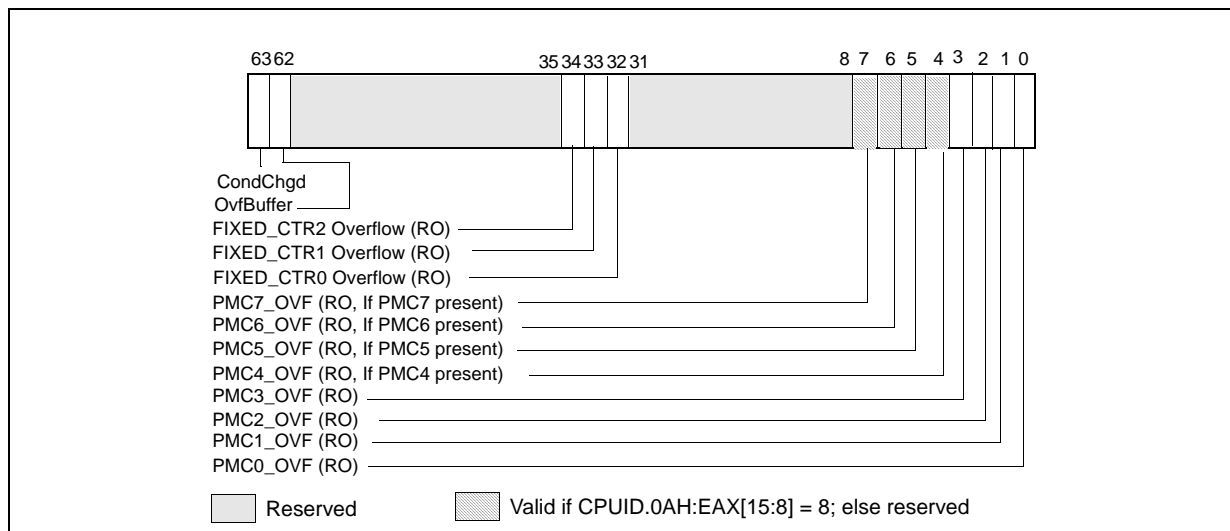 63 62 35 34 33 32 31 8 7 6 5 4 3 2 1 0
CondChgd
OvfBuffer
FIXED_CTR2 Overflow (RO)
FIXED_CTR1 Overflow (RO)
FIXED_CTR0 Overflow (RO)
PMC7_OVF (RO, If PMC7 present)
PMC6_OVF (RO, If PMC6 present)
PMC5_OVF (RO, If PMC5 present)
PMC4_OVF (RO, If PMC4 present)
PMC3_OVF (RO)
PMC2_OVF (RO)
PMC1_OVF (RO)
PMC0_OVF (RO)
Reserved Valid if CPUID.0AH:EAX[15:8] = 8; else reserved